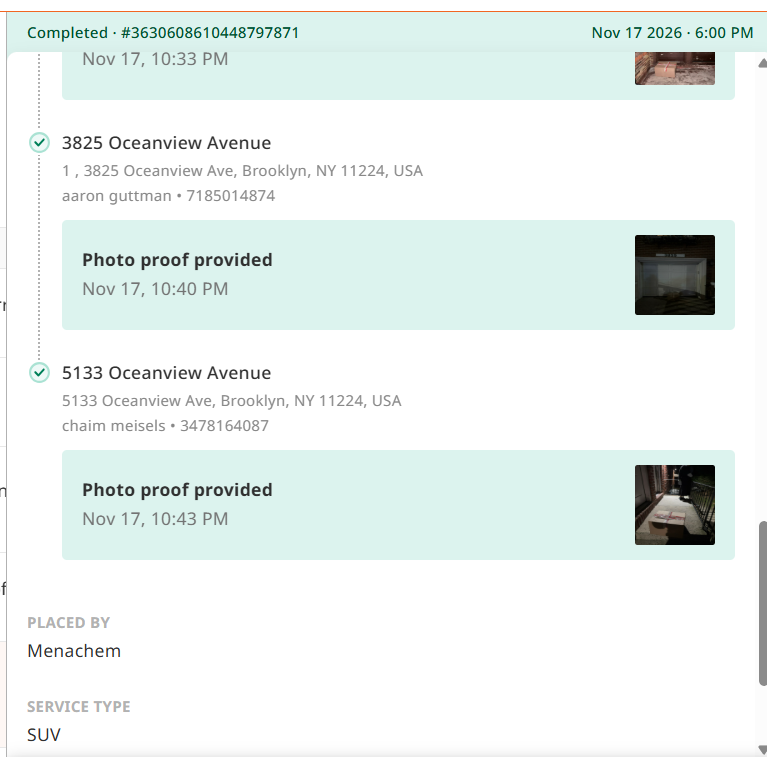 Completed · #3630608610448797871
Nov 17 2026 · 6:00 PM
Nov 17, 10:33 PM
3825 Oceanview Avenue
1 , 3825 Oceanview Ave, Brooklyn, NY 11224, USA
aaron guttman • 7185014874
Photo proof provided
Nov 17, 10:40 PM
5133 Oceanview Avenue
5133 Oceanview Ave, Brooklyn, NY 11224, USA
chaim meisels • 3478164087
Photo proof provided
Nov 17, 10:43 PM
PLACED BY
Menachem
SERVICE TYPE
SUV